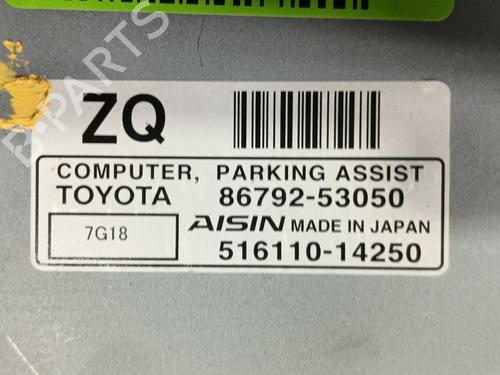 ZQ
COMPUTER, PARKING ASSIST
TOYOTA 86792-53050
7G18 AISIN MADE IN JAPAN
516110-14250
B-PARTS